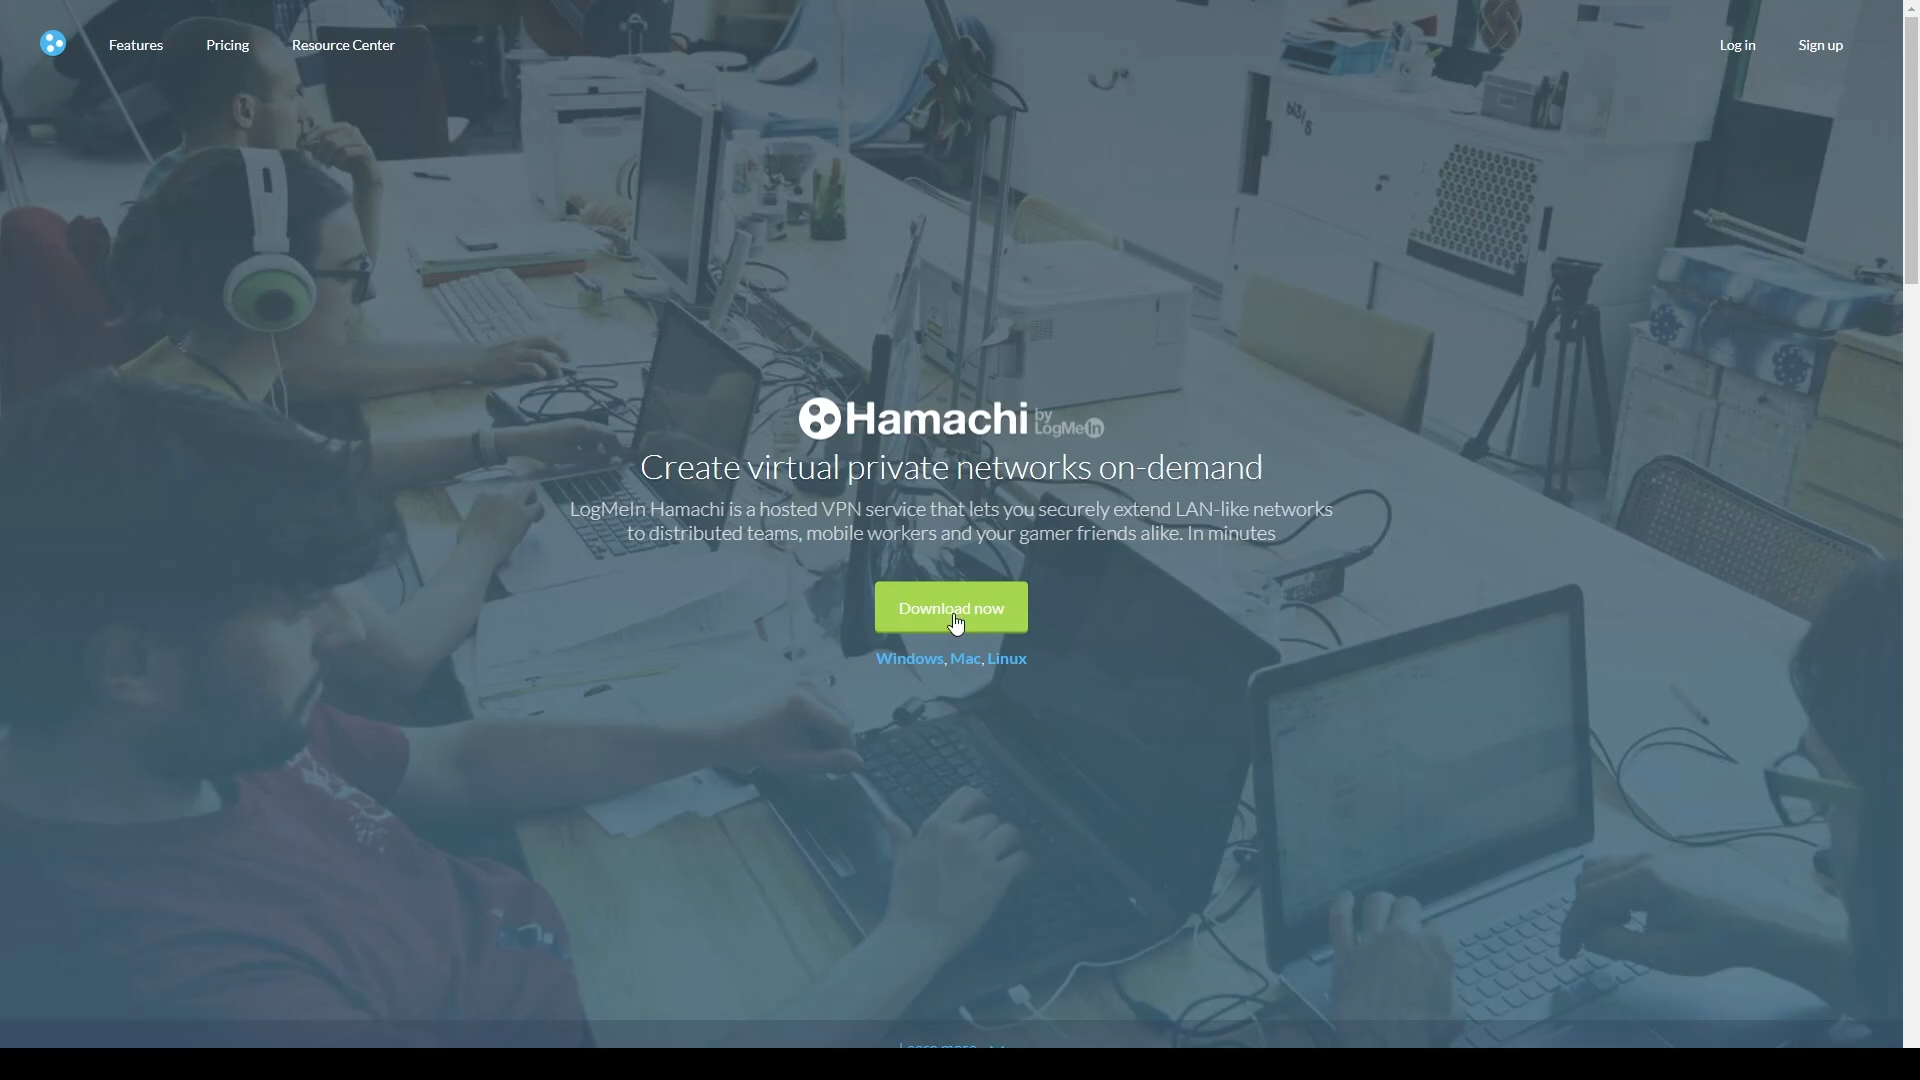 Features
Pricing
Resource Center
Log in
Sign up
Hamachi by LogMeIn
Create virtual private networks on-demand
LogMeIn Hamachi is a hosted VPN service that lets you securely extend LAN-like networks
to distributed teams, mobile workers and your gamer friends alike. In minutes
Download now
Windows, Mac, Linux
Learn more